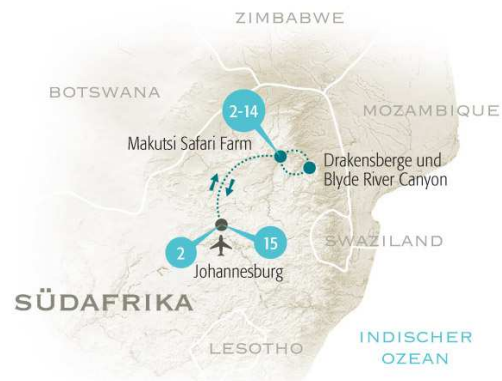 ZIMBABWE
BOTSWANA
MOZAMBIQUE
2-14
Makutsi Safari Farm
Drakensberge und
Blyde River Canyon
2
15
SWAZILAND
Johannesburg
SÜDAFRIKA
LESOTHO
INDISCHER
OZEAN